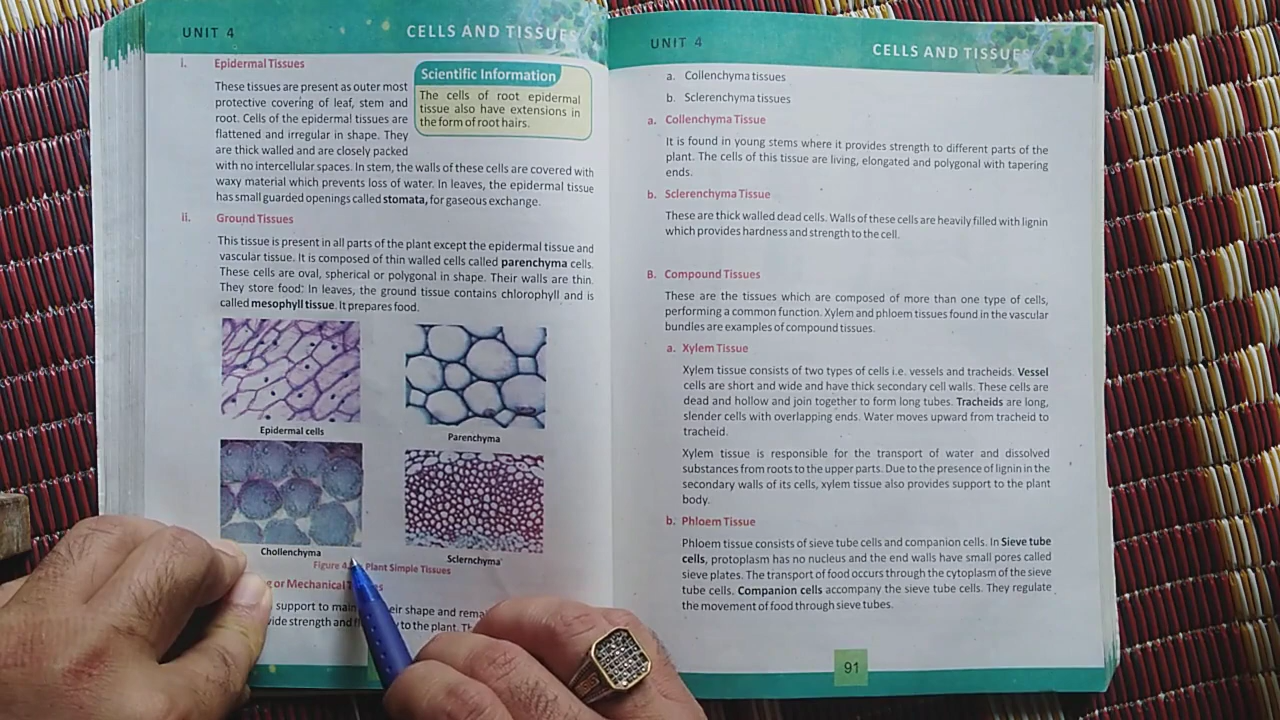 UNIT 4
CELLS AND TISSUES
i. Epidermal Tissues
These tissues are present as outer most
protective covering of leaf, stem and
root. Cells of the epidermal tissues are
flattened and irregular in shape. They
are thick walled and are closely packed
with no intercellular spaces. In stem, the walls of these cells are covered with
waxy material which prevents loss of water. In leaves, the epidermal tissue
has small guarded openings called stomata, for gaseous exchange.
Scientific Information
The cells of root epidermal
tissue also have extensions in
the form of root hairs.
ii. Ground Tissues
This tissue is present in all parts of the plant except the epidermal tissue and
vascular tissue. It is composed of thin walled cells called parenchyma cells.
These cells are oval, spherical or polygonal in shape. Their walls are thin.
They store food. In leaves, the ground tissue contains chlorophyll and is
called mesophyll tissue. It prepares food.
Epidermal cells
Parenchyma
Chollenchyma
Sclernchyma
Figure 4. Plant Simple Tissues
or Mechanical
support to their shape and
strength and to the plant.
UNIT 4
CELLS AND TISSUES
a. Collenchyma tissues
b. Sclerenchyma tissues
a. Collenchyma Tissue
It is found in young stems where it provides strength to different parts of the
plant. The cells of this tissue are living, elongated and polygonal with tapering
ends.
b. Sclerenchyma Tissue
These are thick walled dead cells. Walls of these cells are heavily filled with lignin
which provides hardness and strength to the cell.
B. Compound Tissues
These are the tissues which are composed of more than one type of cells,
performing a common function. Xylem and phloem tissues found in the vascular
bundles are examples of compound tissues.
a. Xylem Tissue
Xylem tissue consists of two types of cells i.e. vessels and tracheids. Vessel
cells are short and wide and have thick secondary cell walls. These cells are
dead and hollow and join together to form long tubes. Tracheids are long,
slender cells with overlapping ends. Water moves upward from tracheid to
tracheid.
Xylem tissue is responsible for the transport of water and dissolved
substances from roots to the upper parts. Due to the presence of lignin in the
secondary walls of its cells, xylem tissue also provides support to the plant
body.
b. Phloem Tissue
Phloem tissue consists of sieve tube cells and companion cells. In Sieve tube
cells, protoplasm has no nucleus and the end walls have small pores called
sieve plates. The transport of food occurs through the cytoplasm of the sieve
tube cells. Companion cells accompany the sieve tube cells. They regulate
the movement of food through sieve tubes.
91